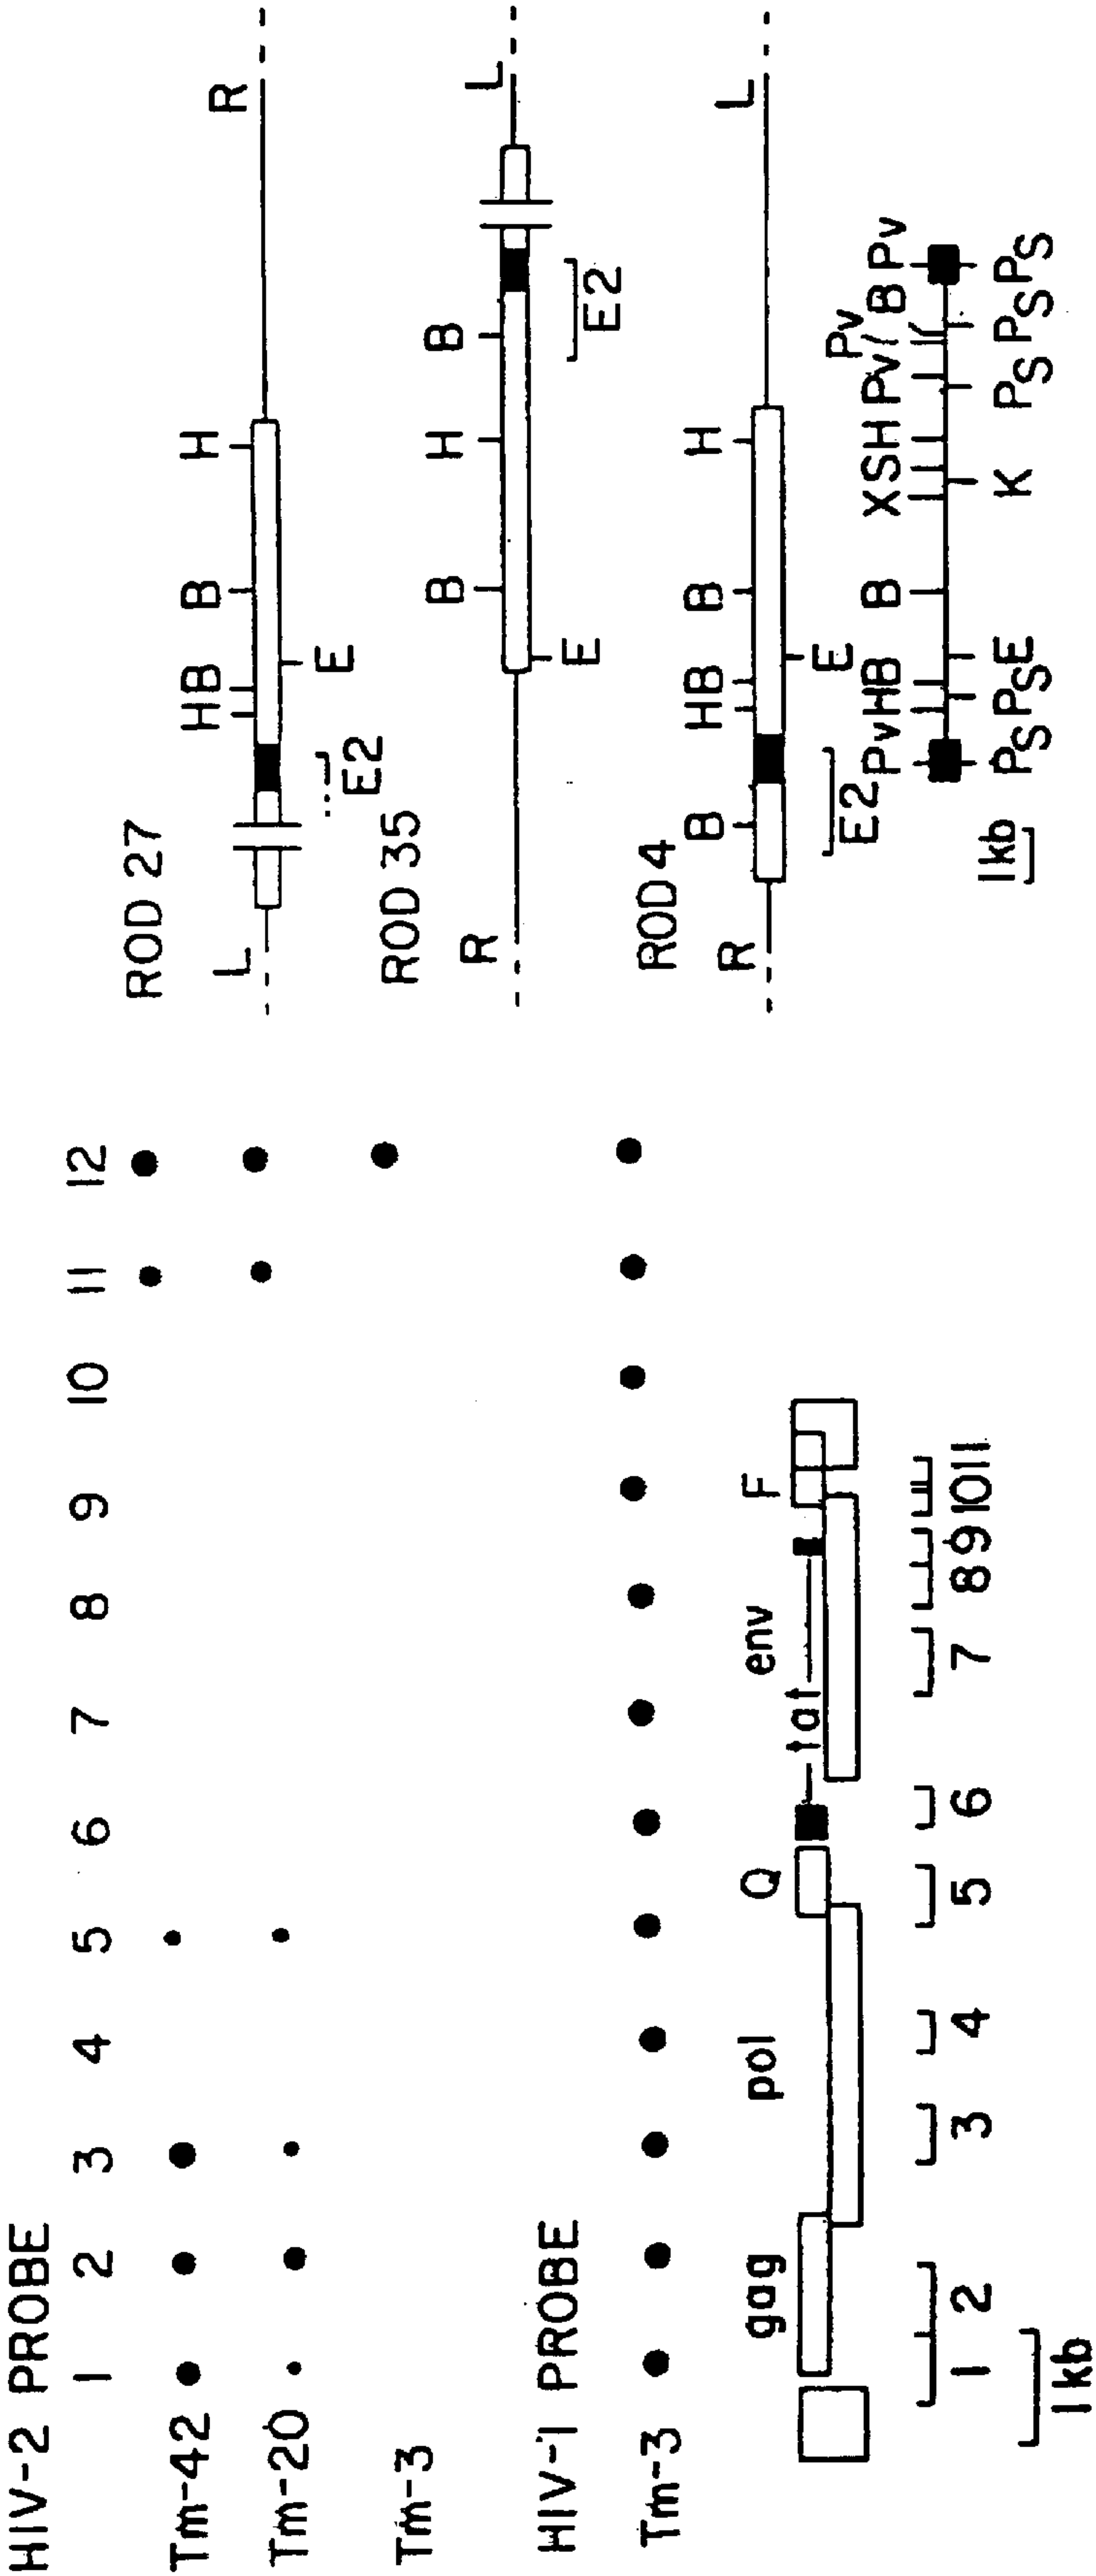 HIV-2 PROBE
1 2 3 4 5 6 7 8 9 10 11 12
Tm-42
Tm-20
Tm-3
HIV-1 PROBE
Tm-3
gag pol Q tat env F
1 2 3 4 5 6 7 8 9 10 11
1kb
ROD 27
L H B B H R
E
E2
ROD 35
R B H B L
E
E2
ROD 4
R B H B B H L
E
E2
Pv H B B X S H Pv Pv B Pv
PS PS E K PS PS PS
1kb